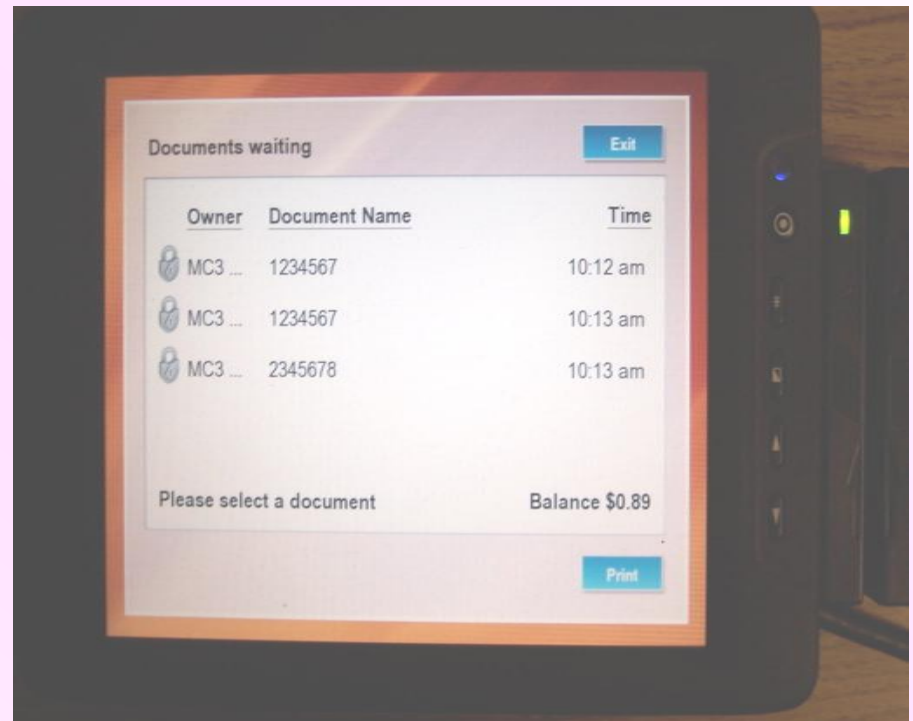 Documents waiting Exit
Owner Document Name Time
MC3 ... 1234567 10:12 am
MC3 ... 1234567 10:13 am
MC3 ... 2345678 10:13 am
Please select a document Balance $0.89
Print